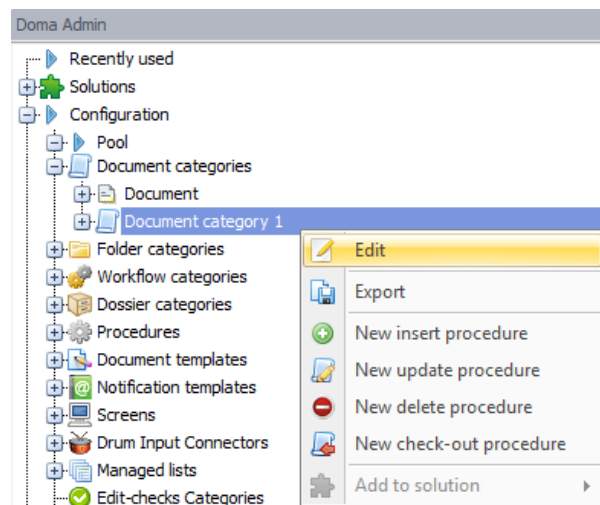 Doma Admin
Recently used
Solutions
Configuration
Pool
Document categories
Document
Document category 1
Folder categories
Workflow categories
Dossier categories
Procedures
Document templates
Notification templates
Screens
Drum Input Connectors
Managed lists
Edit-checks Categories
Edit
Export
New insert procedure
New update procedure
New delete procedure
New check-out procedure
Add to solution